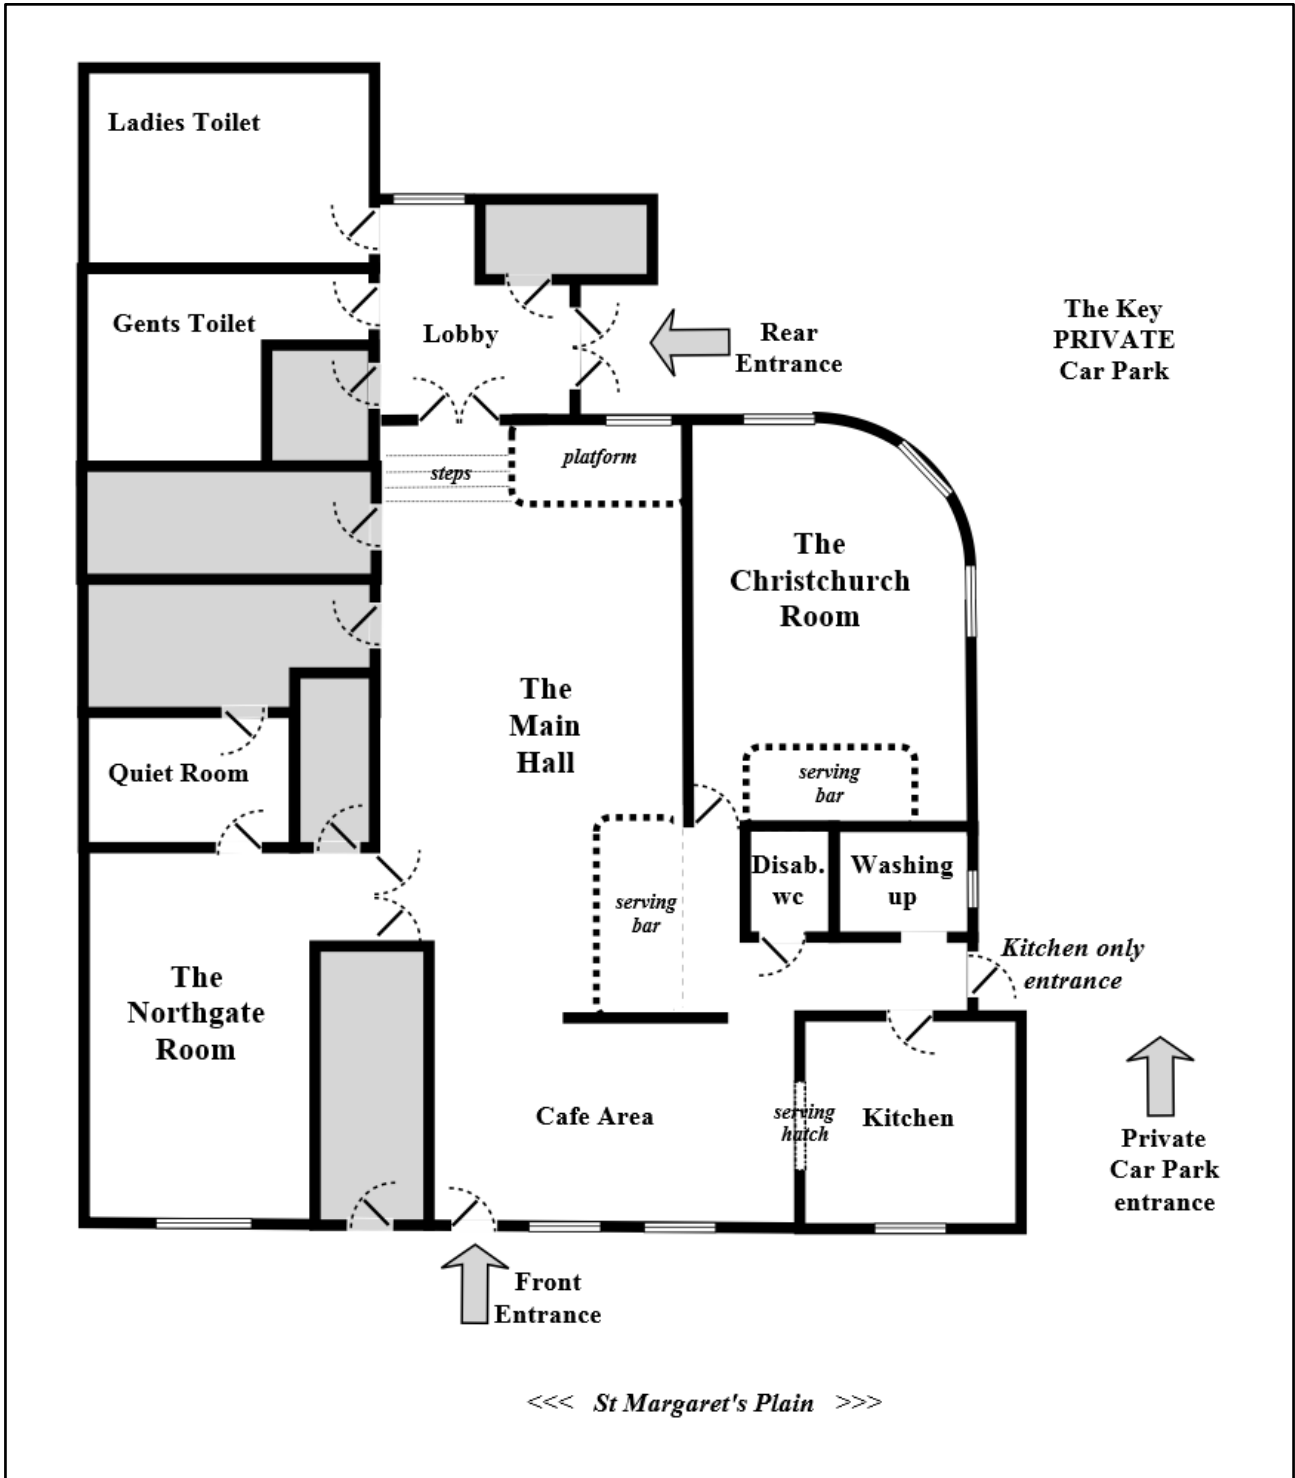 Ladies Toilet
Gents Toilet
Lobby
Rear
Entrance
The Key
PRIVATE
Car Park
steps
platform
The
Christchurch
Room
The
Main
Hall
Quiet Room
serving
bar
serving
bar
Disab.
wc
Washing
up
Kitchen only
entrance
The
Northgate
Room
Cafe Area
serving
hatch
Kitchen
Private
Car Park
entrance
Front
Entrance
<<< St Margaret's Plain >>>